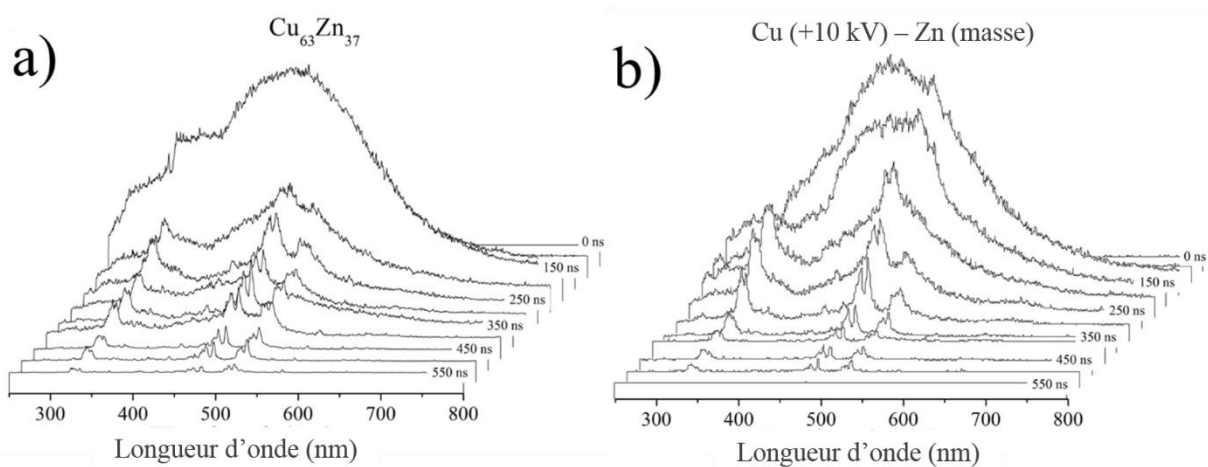 a)
Cu63Zn37
0 ns
150 ns
250 ns
350 ns
450 ns
550 ns
300 400 500 600 700 800
Longueur d’onde (nm)
b)
Cu (+10 kV) – Zn (masse)
0 ns
150 ns
250 ns
350 ns
450 ns
550 ns
300 400 500 600 700 800
Longueur d’onde (nm)